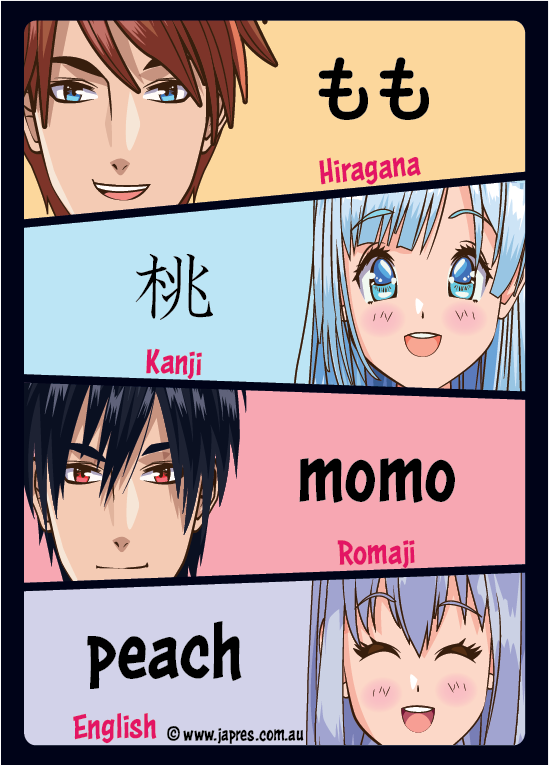 もも
Hiragana
桃
Kanji
momo
Romaji
peach
English © www.japres.com.au